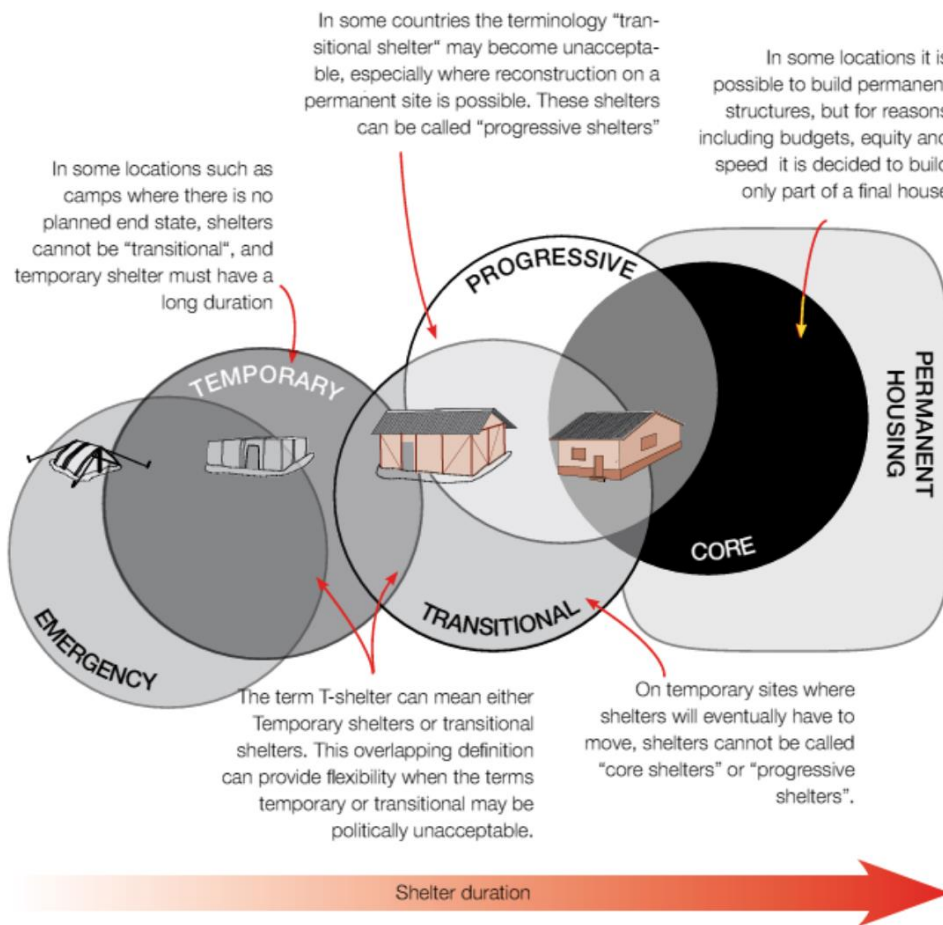 In some countries the terminology “tran-
sitional shelter“ may become unaccepta-
ble, especially where reconstruction on a
permanent site is possible. These shelters
can be called “progressive shelters”
In some locations it is
possible to build permanen
structures, but for reasons
including budgets, equity and
speed it is decided to build
only part of a final house
In some locations such as
camps where there is no
planned end state, shelters
cannot be “transitional“, and
temporary shelter must have a
long duration
PROGRESSIVE
TEMPORARY
PERMANENT
HOUSING
CORE
TRANSITIONAL
EMERGENCY
The term T-shelter can mean either
Temporary shelters or transitional
shelters. This overlapping definition
can provide flexibility when the terms
temporary or transitional may be
politically unacceptable.
On temporary sites where
shelters will eventually have to
move, shelters cannot be called
“core shelters” or “progressive
shelters”.
Shelter duration